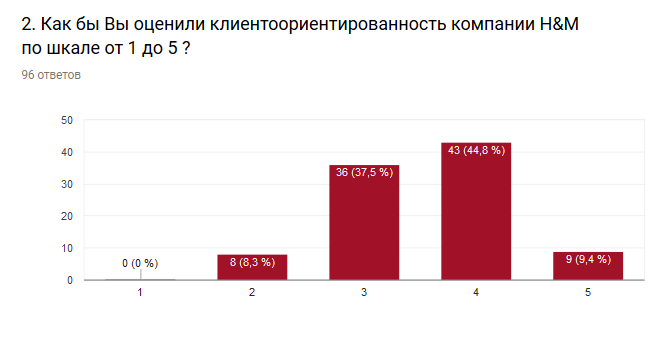 2. Как бы Вы оценили клиентоориентированность компании H&M
по шкале от 1 до 5 ?
96 ответов
50
40
30
20
10
0
0 (0 %)
8 (8,3 %)
36 (37,5 %)
43 (44,8 %)
9 (9,4 %)
1
2
3
4
5